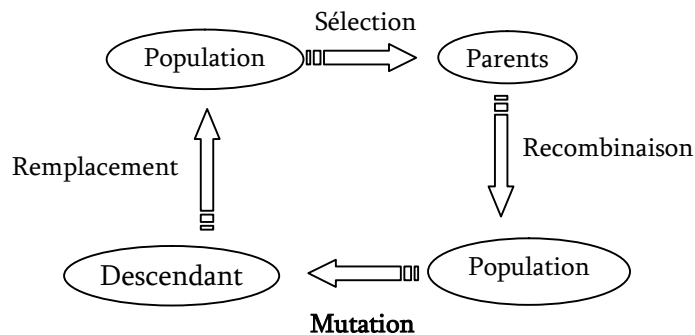 Sélection
Population
Parents
Remplacement
Recombinaison
Descendant
Population
Mutation